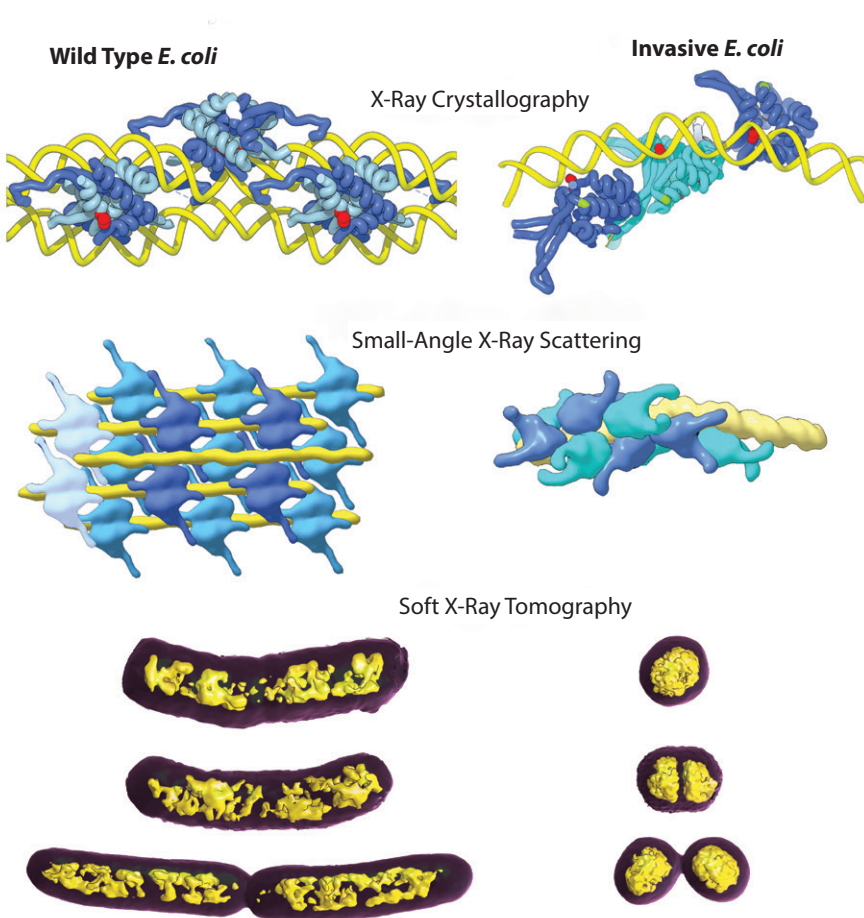 Wild Type E. coli
Invasive E. coli
X-Ray Crystallography
Small-Angle X-Ray Scattering
Soft X-Ray Tomography